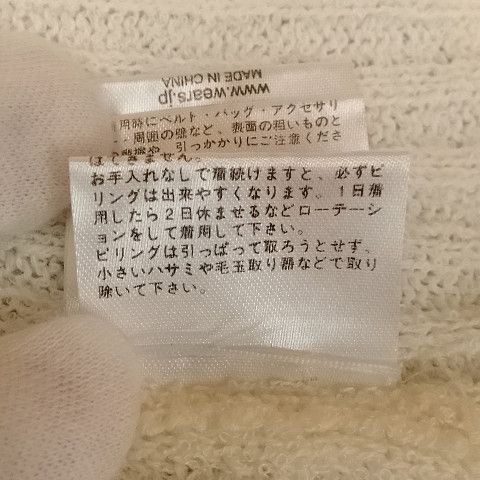 www.wears.jp
MADE IN CHINA
用時にベルト・バッグ・アクセサリ
周囲の壁など、表面の粗いものと
引っかかりにご注意くださ
はできません。
お手入れなしで着続けますと、必ずピ
リングは出来やすくなります。1日着
用したら2日休ませるなどローテーシ
ョンをして着用して下さい。
ピリングは引っぱって取ろうとせず、
小さいハサミや毛玉取り器などで取り
除いて下さい。